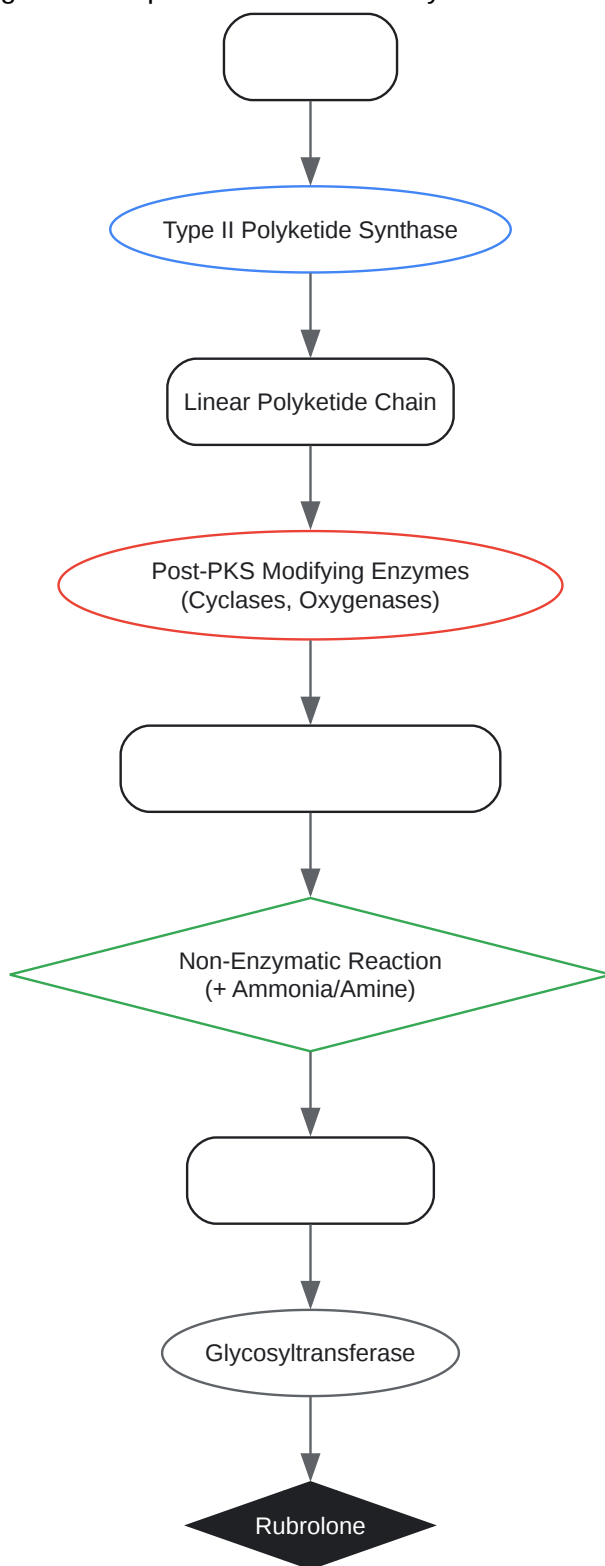 Type II Polyketide Synthase
Linear Polyketide Chain
Post-PKS Modifying Enzymes
(Cyclases, Oxygenases)
Non-Enzymatic Reaction
(+ Ammonia/Amine)
Glycosyltransferase
Rubrolone